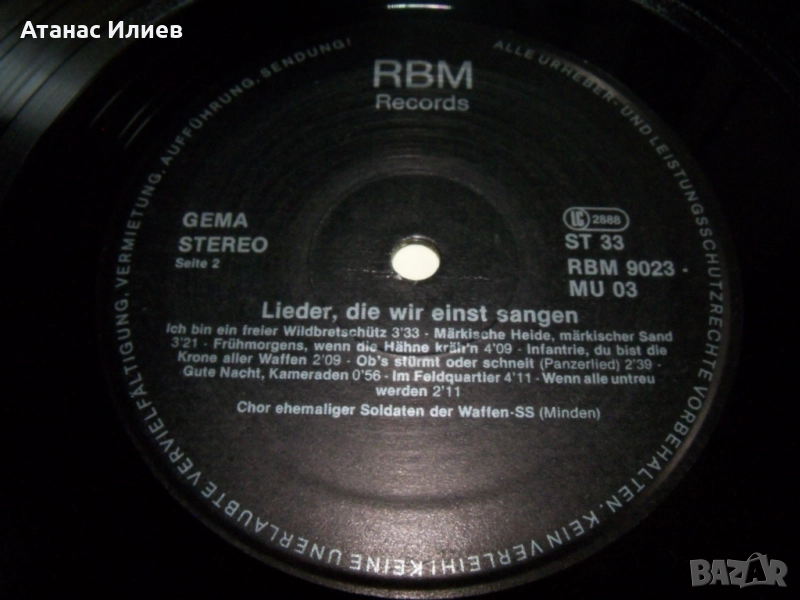 Атанас Илиев
ALLE URHEBER- UND LEISTUNGSSCHUTZRECHTE VORBEHALTEN. KEIN VERLEIH! KEINE UNERLAUBTE VERVIELFÄLTIGUNG, VERMIETUNG, AUFFÜHRUNG, SENDUNG!
RBM
Records
GEMA
STEREO
Seite 2
LC 2888
ST 33
RBM 9023 -
MU 03
Lieder, die wir einst sangen
Ich bin ein freier Wildbretschütz 3'33 · Märkische Heide, märkischer Sand
3'21 · Frühmorgens, wenn die Hähne kräh'n 4'09 · Infantrie, du bist die
Krone aller Waffen 2'09 · Ob's stürmt oder schneit (Panzerlied) 2'39 ·
Gute Nacht, Kameraden 0'56 · Im Feldquartier 4'11 · Wenn alle untreu
werden 2'11
Chor ehemaliger Soldaten der Waffen-SS (Minden)
BAZAR